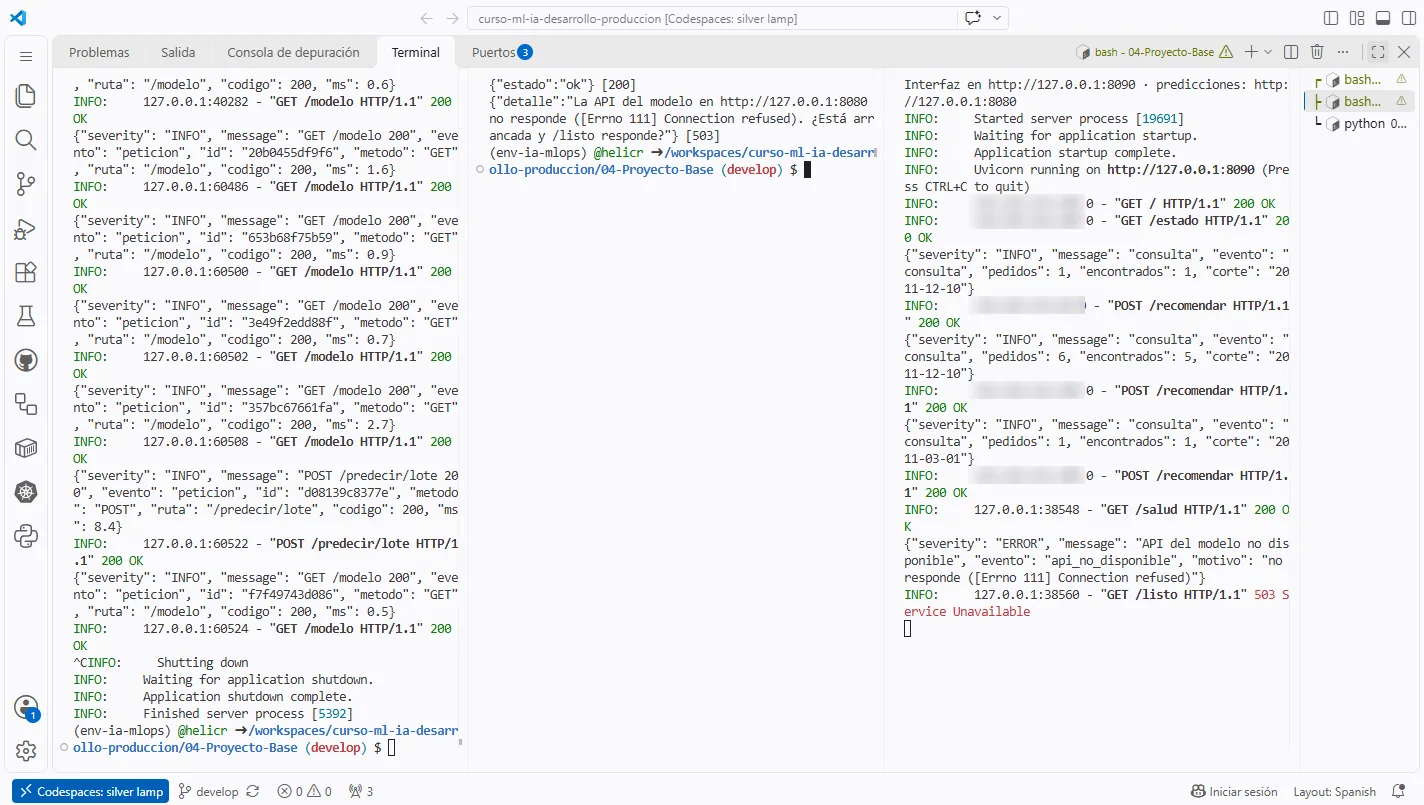 curso-ml-ia-desarrollo-produccion [Codespaces: silver lamp]
Problemas Salida Consola de depuración Terminal Puertos 3
bash - 04-Proyecto-Base
, "ruta": "/modelo", "codigo": 200, "ms": 0.6}
INFO: 127.0.0.1:40282 - "GET /modelo HTTP/1.1" 200
OK
{"severity": "INFO", "message": "GET /modelo 200", "eve
nto": "peticion", "id": "20b0455df9f6", "metodo": "GET"
, "ruta": "/modelo", "codigo": 200, "ms": 1.6}
INFO: 127.0.0.1:60486 - "GET /modelo HTTP/1.1" 200
OK
{"severity": "INFO", "message": "GET /modelo 200", "eve
nto": "peticion", "id": "653b68f75b59", "metodo": "GET"
, "ruta": "/modelo", "codigo": 200, "ms": 0.9}
INFO: 127.0.0.1:60500 - "GET /modelo HTTP/1.1" 200
OK
{"severity": "INFO", "message": "GET /modelo 200", "eve
nto": "peticion", "id": "3e49f2edd88f", "metodo": "GET"
, "ruta": "/modelo", "codigo": 200, "ms": 0.7}
INFO: 127.0.0.1:60502 - "GET /modelo HTTP/1.1" 200
OK
{"severity": "INFO", "message": "GET /modelo 200", "eve
nto": "peticion", "id": "357bc67661fa", "metodo": "GET"
, "ruta": "/modelo", "codigo": 200, "ms": 2.7}
INFO: 127.0.0.1:60508 - "GET /modelo HTTP/1.1" 200
OK
{"severity": "INFO", "message": "POST /predecir/lote 20
0", "evento": "peticion", "id": "d08139c8377e", "metodo
": "POST", "ruta": "/predecir/lote", "codigo": 200, "ms
": 8.4}
INFO: 127.0.0.1:60522 - "POST /predecir/lote HTTP/1
.1" 200 OK
{"severity": "INFO", "message": "GET /modelo 200", "eve
nto": "peticion", "id": "f7f49743d086", "metodo": "GET"
, "ruta": "/modelo", "codigo": 200, "ms": 0.5}
INFO: 127.0.0.1:60524 - "GET /modelo HTTP/1.1" 200
OK
^CINFO: Shutting down
INFO: Waiting for application shutdown.
INFO: Application shutdown complete.
INFO: Finished server process [5392]
(env-ia-mlops) @helicr ➜/workspaces/curso-ml-ia-desarr
ollo-produccion/04-Proyecto-Base (develop) $
{"estado":"ok"} [200]
{"detalle":"La API del modelo en http://127.0.0.1:8080
no responde ([Errno 111] Connection refused). ¿Está arr
ancada y /listo responde?"} [503]
(env-ia-mlops) @helicr ➜/workspaces/curso-ml-ia-desarr
ollo-produccion/04-Proyecto-Base (develop) $
Interfaz en http://127.0.0.1:8090 · predicciones: http:
//127.0.0.1:8080
INFO: Started server process [19691]
INFO: Waiting for application startup.
INFO: Application startup complete.
INFO: Uvicorn running on http://127.0.0.1:8090 (Pre
ss CTRL+C to quit)
INFO: 0 - "GET / HTTP/1.1" 200 OK
INFO: 0 - "GET /estado HTTP/1.1" 20
0 OK
{"severity": "INFO", "message": "consulta", "evento": "
consulta", "pedidos": 1, "encontrados": 1, "corte": "20
11-12-10"}
INFO: - "POST /recomendar HTTP/1.1
" 200 OK
{"severity": "INFO", "message": "consulta", "evento": "
consulta", "pedidos": 6, "encontrados": 5, "corte": "20
11-12-10"}
INFO: 0 - "POST /recomendar HTTP/1.
1" 200 OK
{"severity": "INFO", "message": "consulta", "evento": "
consulta", "pedidos": 1, "encontrados": 1, "corte": "20
11-03-01"}
INFO: 0 - "POST /recomendar HTTP/1.
1" 200 OK
INFO: 127.0.0.1:38548 - "GET /salud HTTP/1.1" 200 O
K
{"severity": "ERROR", "message": "API del modelo no dis
ponible", "evento": "api_no_disponible", "motivo": "no
responde ([Errno 111] Connection refused)"}
INFO: 127.0.0.1:38560 - "GET /listo HTTP/1.1" 503 S
ervice Unavailable
bash...
bash...
python 0...
1
Codespaces: silver lamp develop 0 0 3 Iniciar sesión Layout: Spanish